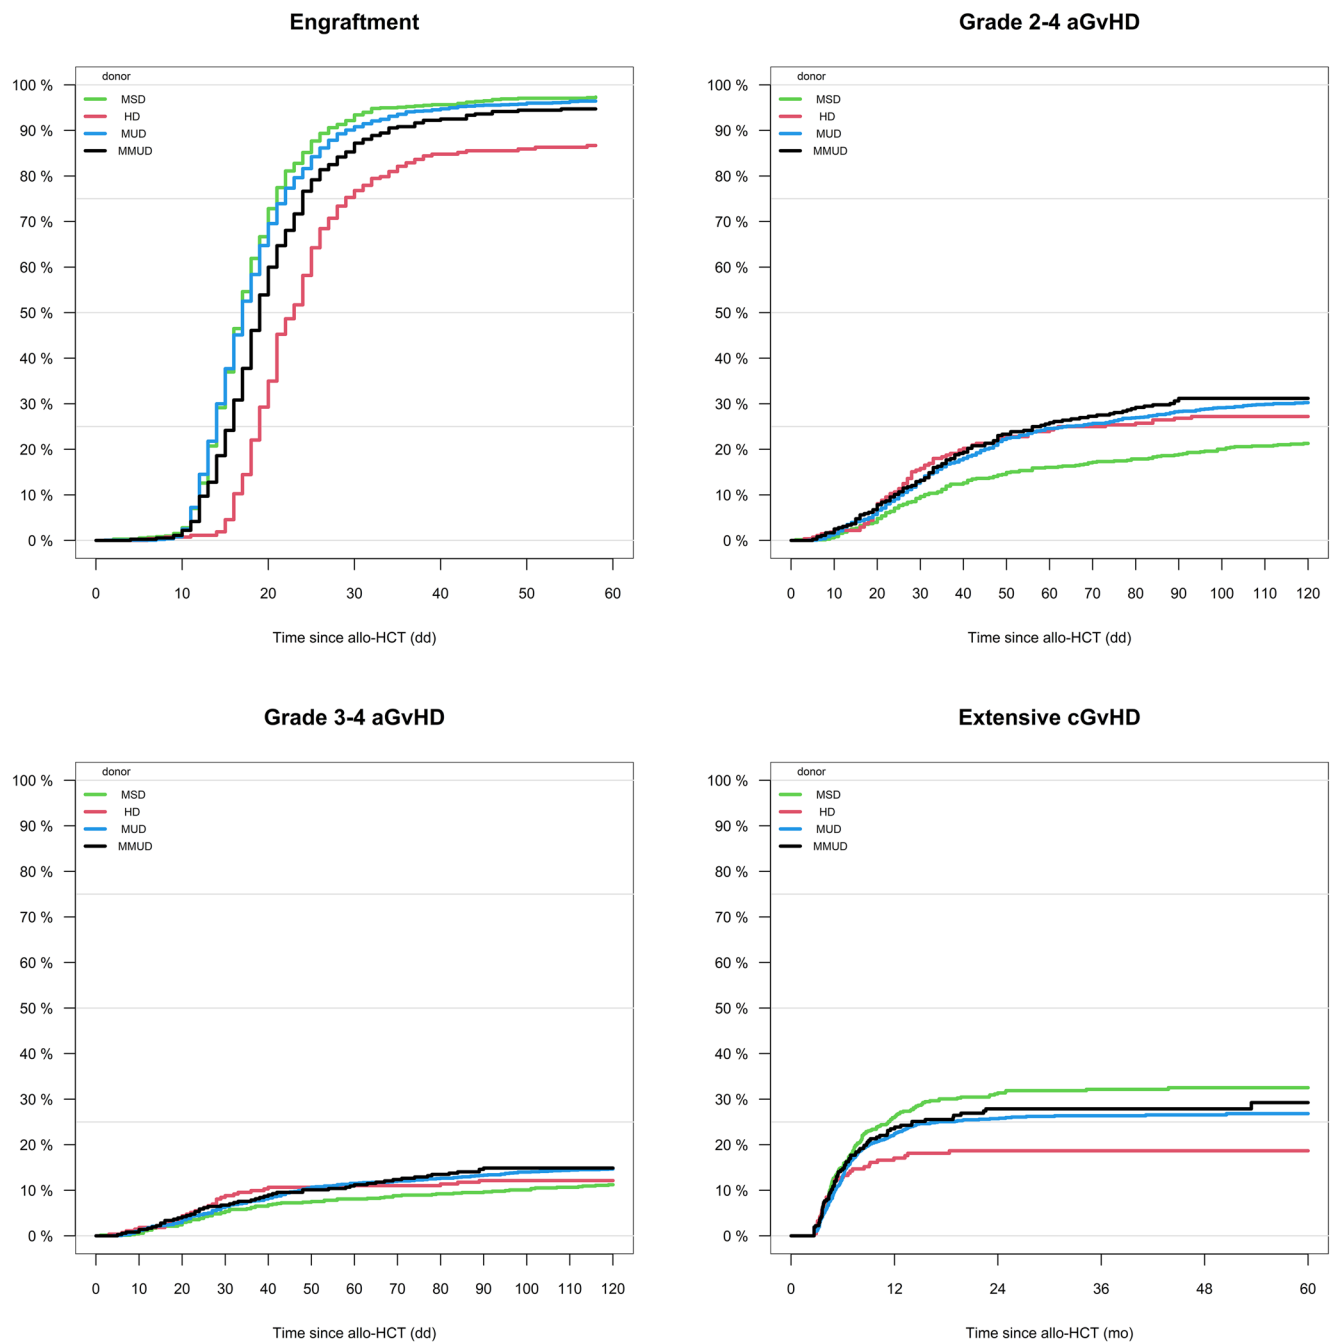 Engraftment
donor
MSD
HD
MUD
MMUD
100 %
90 %
80 %
70 %
60 %
50 %
40 %
30 %
20 %
10 %
0 %
0 10 20 30 40 50 60
Time since allo-HCT (dd)
Grade 2-4 aGvHD
donor
MSD
HD
MUD
MMUD
100 %
90 %
80 %
70 %
60 %
50 %
40 %
30 %
20 %
10 %
0 %
0 10 20 30 40 50 60 70 80 90 100 110 120
Time since allo-HCT (dd)
Grade 3-4 aGvHD
donor
MSD
HD
MUD
MMUD
100 %
90 %
80 %
70 %
60 %
50 %
40 %
30 %
20 %
10 %
0 %
0 10 20 30 40 50 60 70 80 90 100 110 120
Time since allo-HCT (dd)
Extensive cGvHD
donor
MSD
HD
MUD
MMUD
100 %
90 %
80 %
70 %
60 %
50 %
40 %
30 %
20 %
10 %
0 %
0 12 24 36 48 60
Time since allo-HCT (mo)